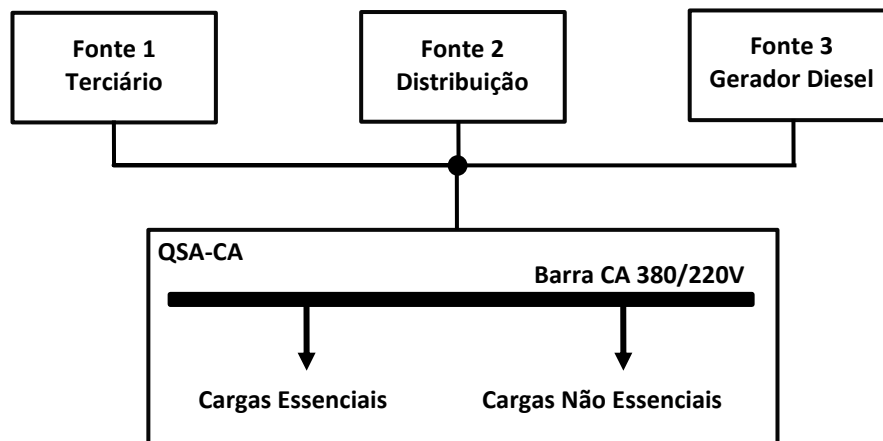 Fonte 1
Terciário
Fonte 2
Distribuição
Fonte 3
Gerador Diesel
QSA-CA
Barra CA 380/220V
Cargas Essenciais
Cargas Não Essenciais